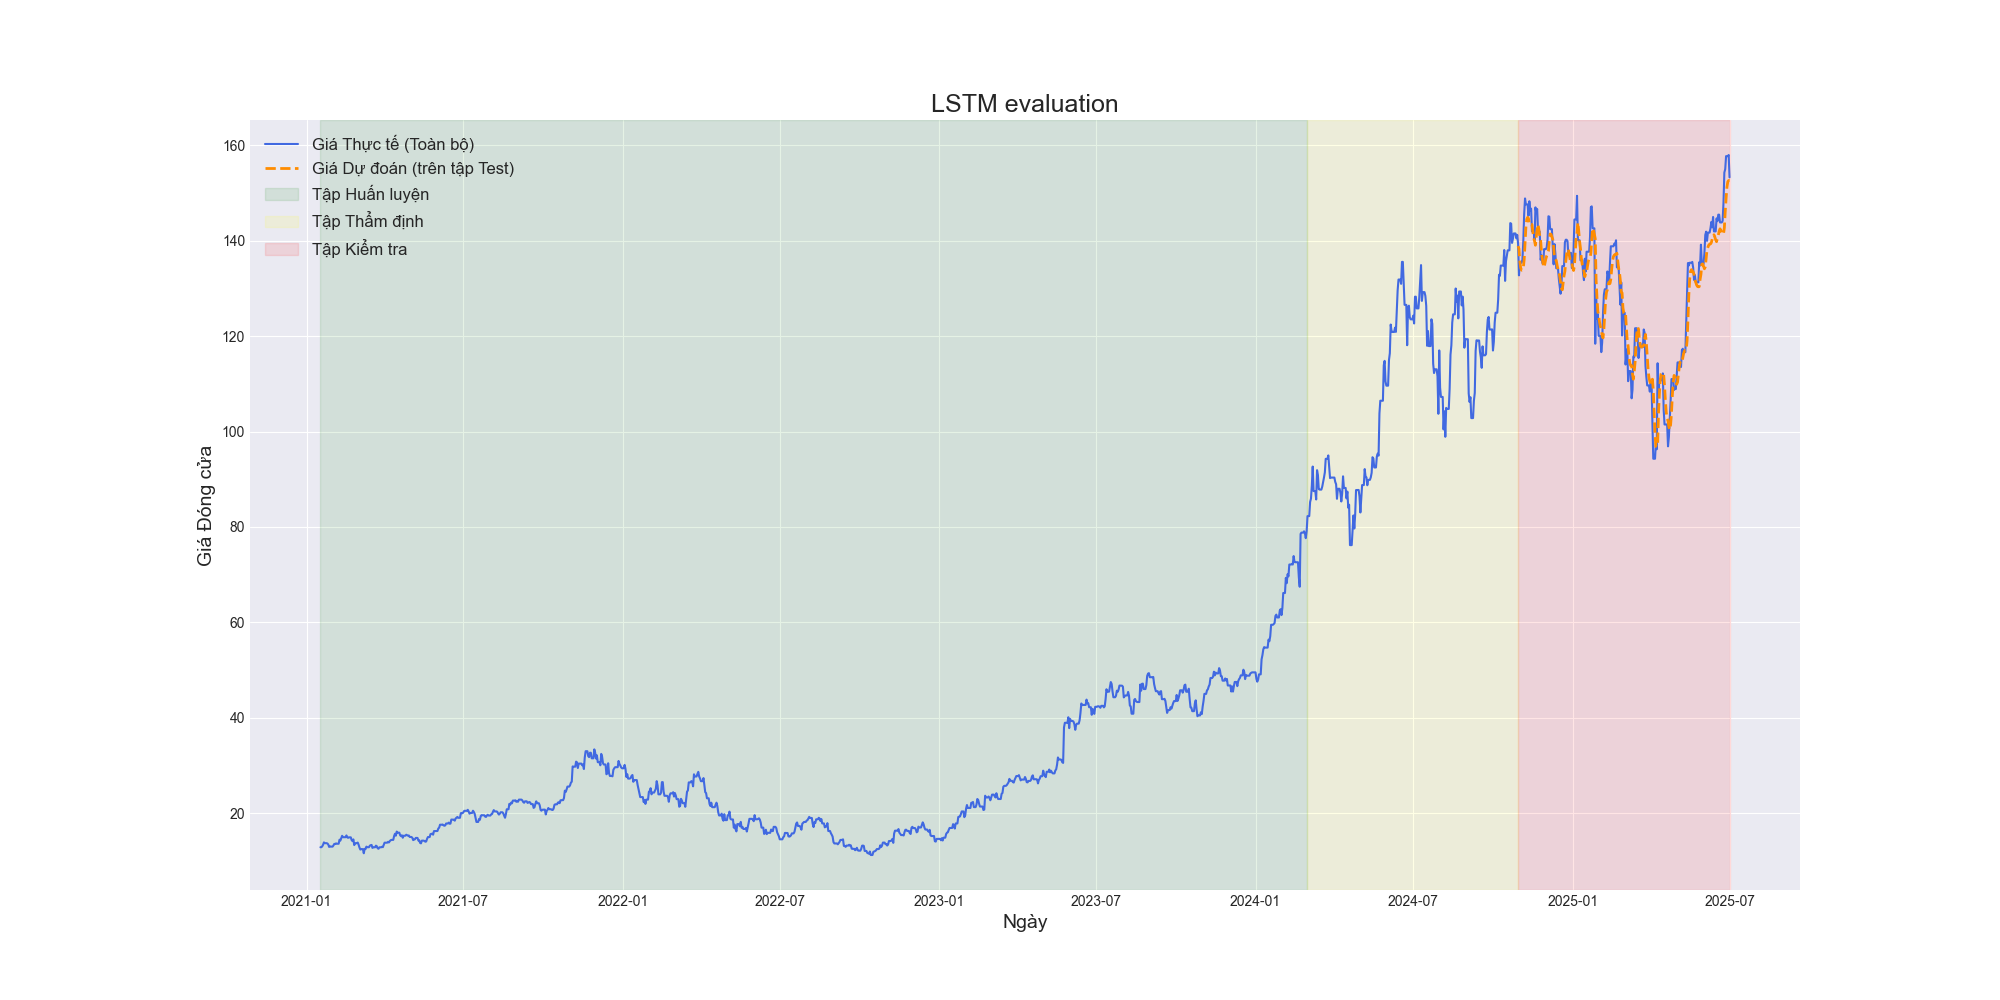 LSTM evaluation
Giá Thực tế (Toàn bộ)
Giá Dự đoán (trên tập Test)
Tập Huấn luyện
Tập Thẩm định
Tập Kiểm tra
160
140
120
100
80
60
40
20
Giá Đóng cửa
2021-01
2021-07
2022-01
2022-07
2023-01
2023-07
2024-01
2024-07
2025-01
2025-07
Ngày